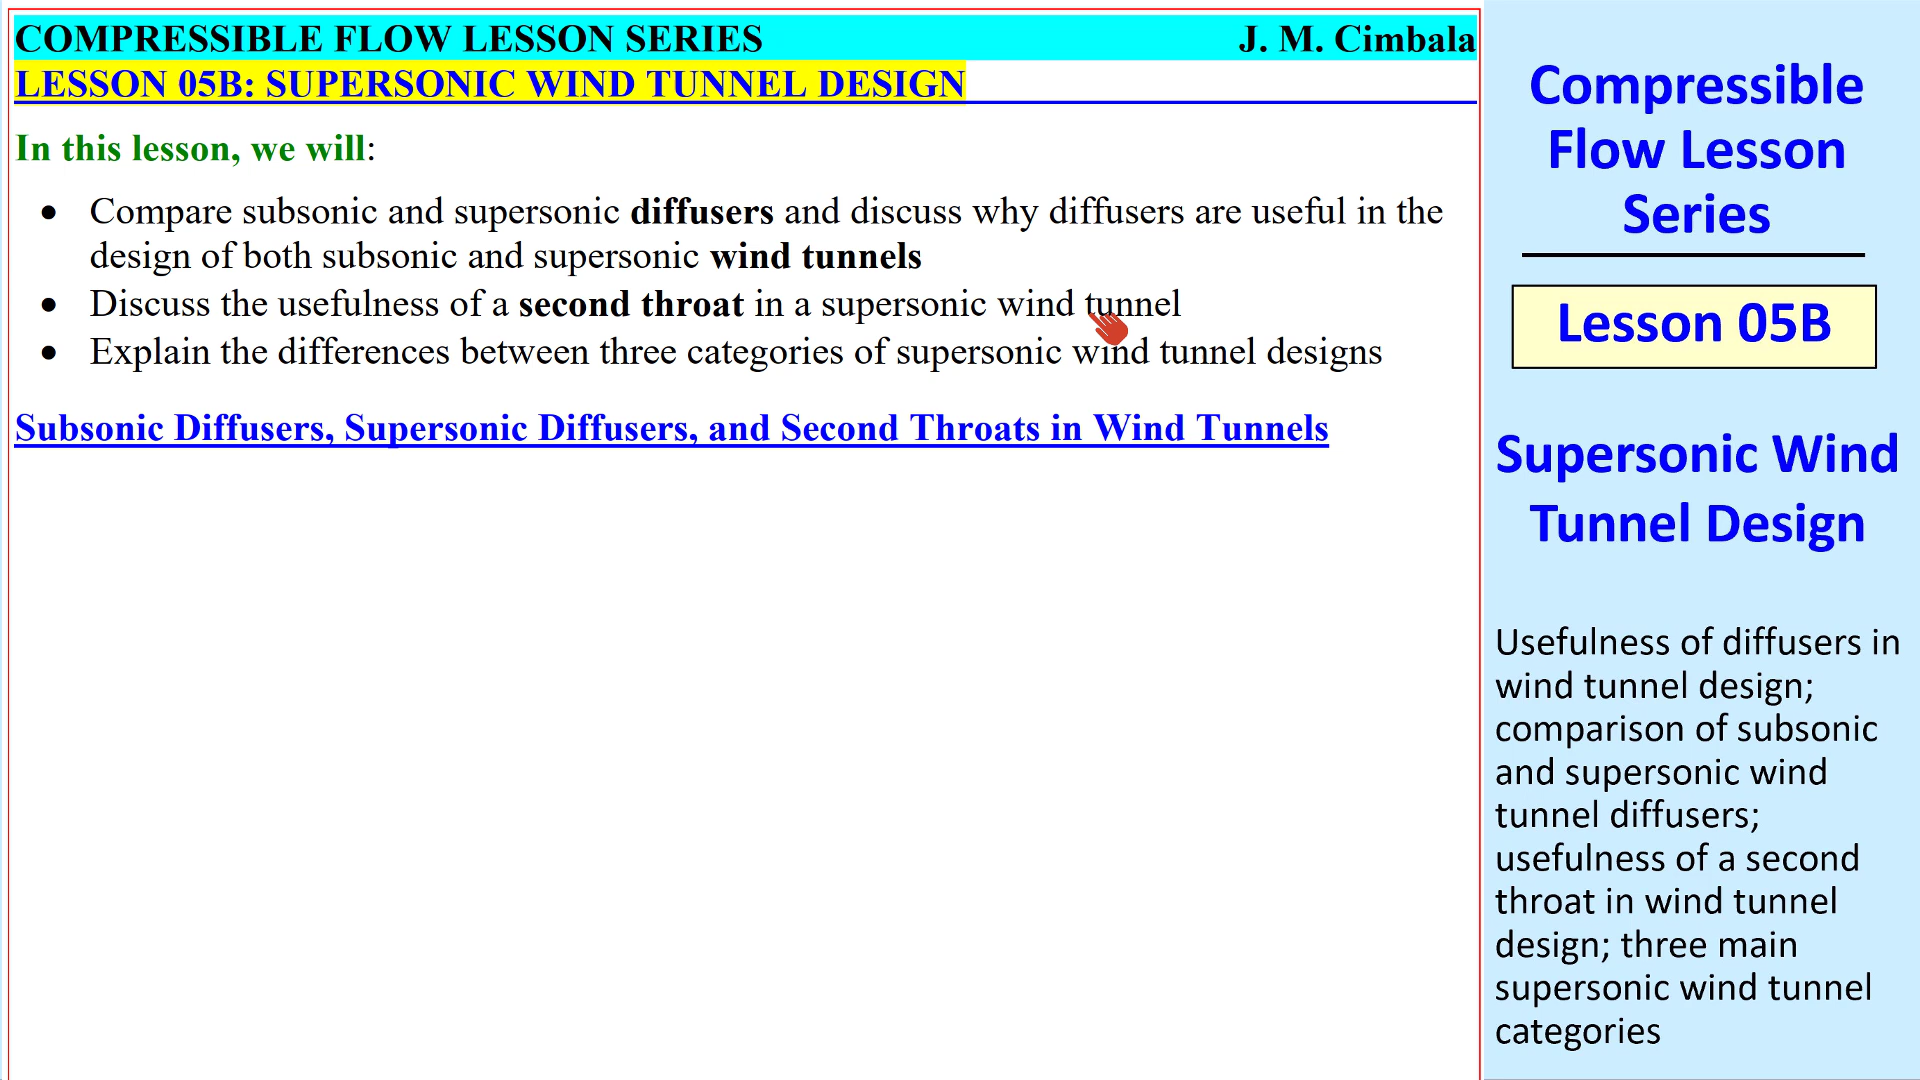 COMPRESSIBLE FLOW LESSON SERIES J. M. Cimbala
LESSON 05B: SUPERSONIC WIND TUNNEL DESIGN
In this lesson, we will:
• Compare subsonic and supersonic diffusers and discuss why diffusers are useful in the
design of both subsonic and supersonic wind tunnels
• Discuss the usefulness of a second throat in a supersonic wind tunnel
• Explain the differences between three categories of supersonic wind tunnel designs
Subsonic Diffusers, Supersonic Diffusers, and Second Throats in Wind Tunnels
Compressible
Flow Lesson
Series
Lesson 05B
Supersonic Wind
Tunnel Design
Usefulness of diffusers in
wind tunnel design;
comparison of subsonic
and supersonic wind
tunnel diffusers;
usefulness of a second
throat in wind tunnel
design; three main
supersonic wind tunnel
categories